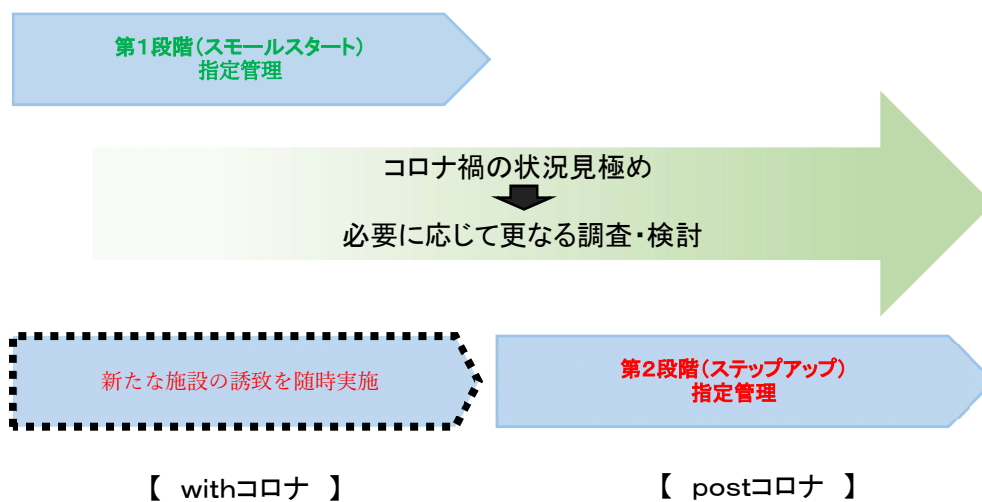 第１段階（スモールスタート）
指定管理
コロナ禍の状況見極め
必要に応じて更なる調査・検討
新たな施設の誘致を随時実施
第２段階（ステップアップ）
指定管理
【　withコロナ　】
【　postコロナ　】